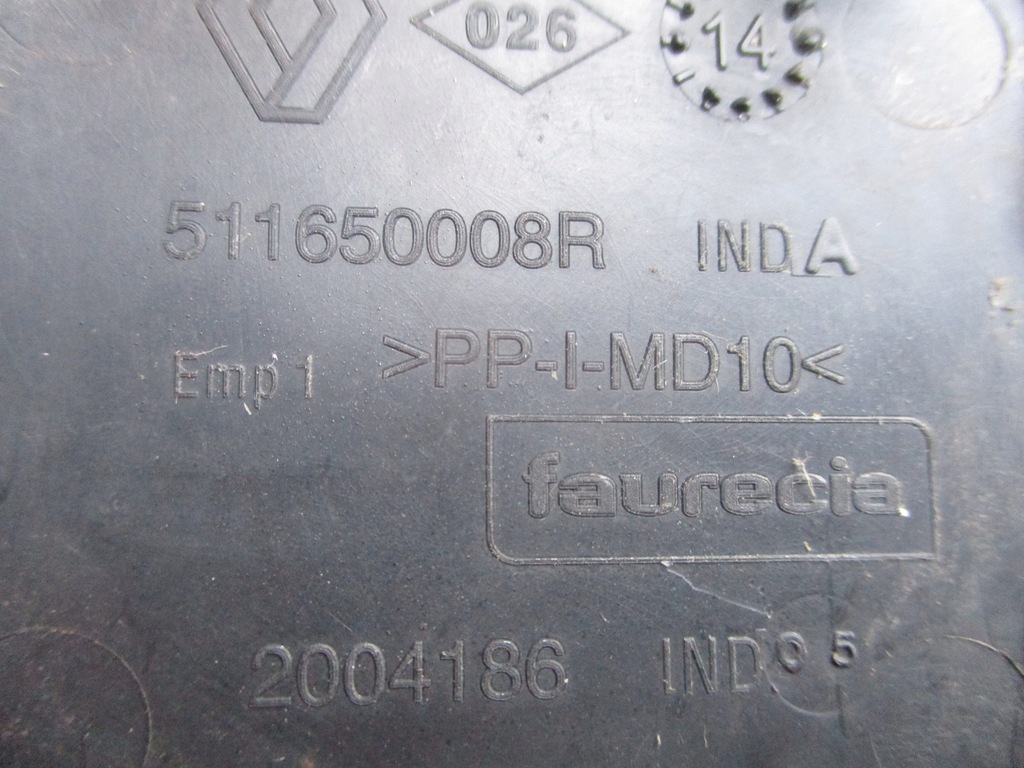 026 14
511650008R IND A
Emp 1 >PP-I-MD10<
faurecia
2004186 IND 5